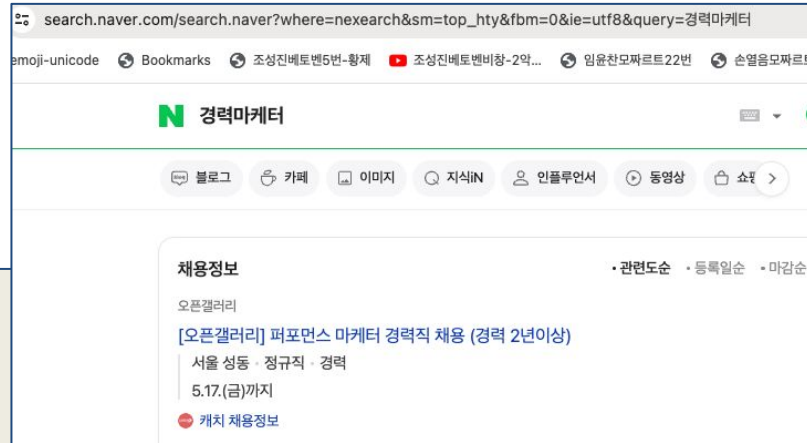 search.naver.com/search.naver?where=nexearch&sm=top_hty&fbm=0&ie=utf8&query=경력마케터
emoji-unicode Bookmarks 조성진베토벤5번-황제 조성진베토벤비창-2악... 임윤찬모짜르트22번 손열음모짜르트
N 경력마케터
블로그 카페 이미지 지식iN 인플루언서 동영상 쇼핑
채용정보 • 관련도순 • 등록일순 • 마감순
오픈갤러리
[오픈갤러리] 퍼포먼스 마케터 경력직 채용 (경력 2년이상)
서울 성동 · 정규직 · 경력
5.17.(금)까지
캐치 채용정보